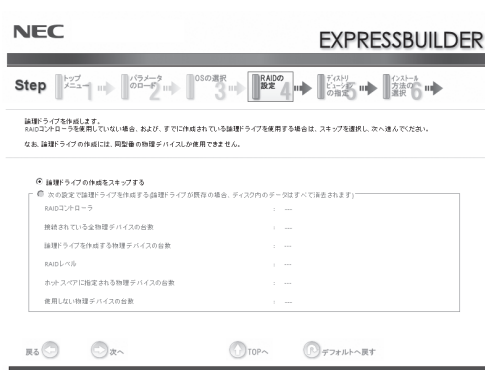 NEC
EXPRESSBUILDER
Step
トップ
メニュー
1
パラメータ
のロード
2
OSの選択
3
RAIDの
設定
4
ディストリ
ビューション
の指定
5
インストール
方法の
選択
6
論理ドライブを作成します。
RAIDコントローラを使用していない場合、および、すでに作成されている論理ドライブを使用する場合は、スキップを選択し、次へ進んでください。
なお、論理ドライブの作成には、同型番の物理デバイスしか使用できません。
論理ドライブの作成をスキップする
次の設定で論理ドライブを作成する(論理ドライブが既存の場合、ディスク内のデータはすべて消去されます)
RAIDコントローラ : ---
接続されている全物理デバイスの台数 : ---
論理ドライブを作成する物理デバイスの台数 : ---
RAIDレベル : ---
ホットスペアに指定される物理デバイスの台数 : ---
使用しない物理デバイスの台数 : ---
戻る 次へ TOPへ デフォルトへ戻す